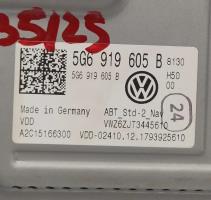 35/25
5G6 919 605 B 8130
5G6 919 605 B H50
00
Made in Germany ABT_Std-2_Nav
VDD VWZ6ZJT3445610
A2C15166300 VDD-02410.12.1793925610
24